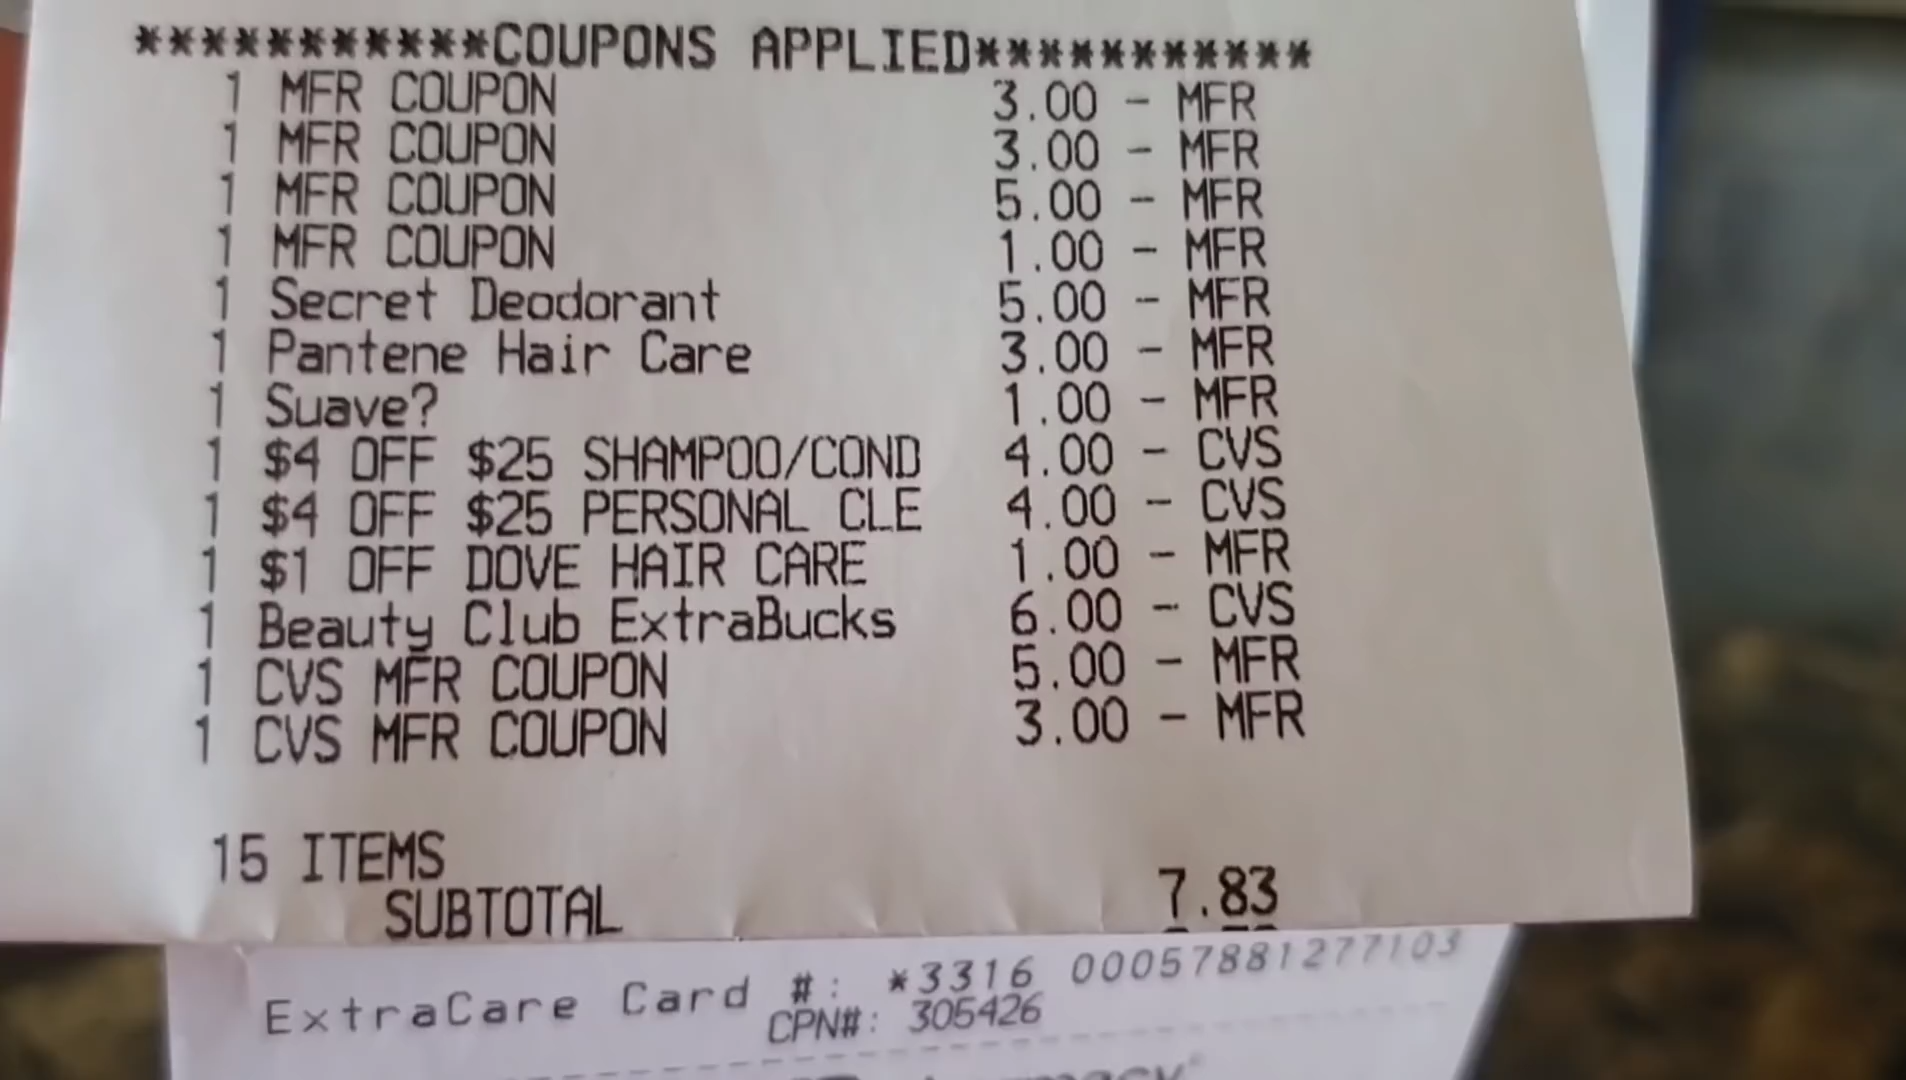 ***********COUPONS APPLIED***********
1 MFR COUPON 3.00 - MFR
1 MFR COUPON 3.00 - MFR
1 MFR COUPON 5.00 - MFR
1 MFR COUPON 1.00 - MFR
1 Secret Deodorant 5.00 - MFR
1 Pantene Hair Care 3.00 - MFR
1 Suave? 1.00 - MFR
1 $4 OFF $25 SHAMPOO/COND 4.00 - CVS
1 $4 OFF $25 PERSONAL CLE 4.00 - CVS
1 $1 OFF DOVE HAIR CARE 1.00 - MFR
1 Beauty Club ExtraBucks 6.00 - CVS
1 CVS MFR COUPON 5.00 - MFR
1 CVS MFR COUPON 3.00 - MFR
15 ITEMS
SUBTOTAL 7.83
ExtraCare Card #: *3316 00057881277103
CPN#: 305426